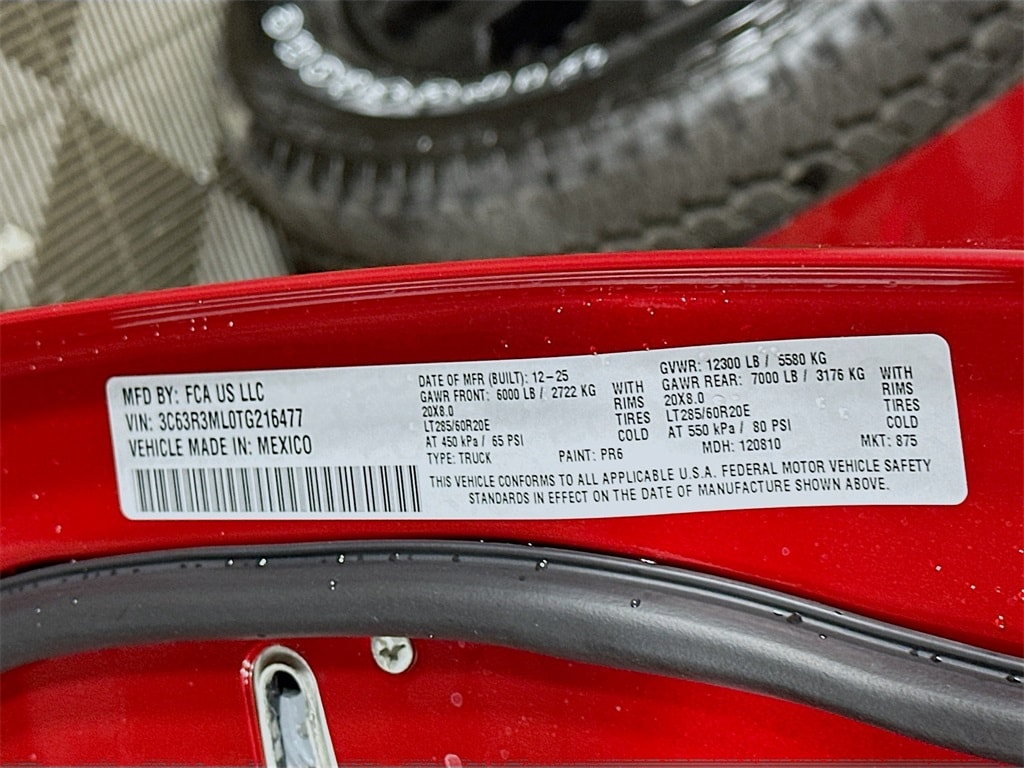 MFD BY: FCA US LLC
VIN: 3C63R3ML0TG216477
VEHICLE MADE IN: MEXICO
DATE OF MFR (BUILT): 12-25
GAWR FRONT: 6000 LB / 2722 KG WITH
20X8.0 RIMS
LT285/60R20E TIRES
AT 450 kPa / 65 PSI COLD
TYPE: TRUCK PAINT: PR6
GVWR: 12300 LB / 5580 KG
GAWR REAR: 7000 LB / 3176 KG WITH
20X8.0 RIMS
LT285/60R20E TIRES
AT 550 kPa / 80 PSI COLD
MDH: 120810 MKT: 875
THIS VEHICLE CONFORMS TO ALL APPLICABLE U.S.A. FEDERAL MOTOR VEHICLE SAFETY
STANDARDS IN EFFECT ON THE DATE OF MANUFACTURE SHOWN ABOVE.